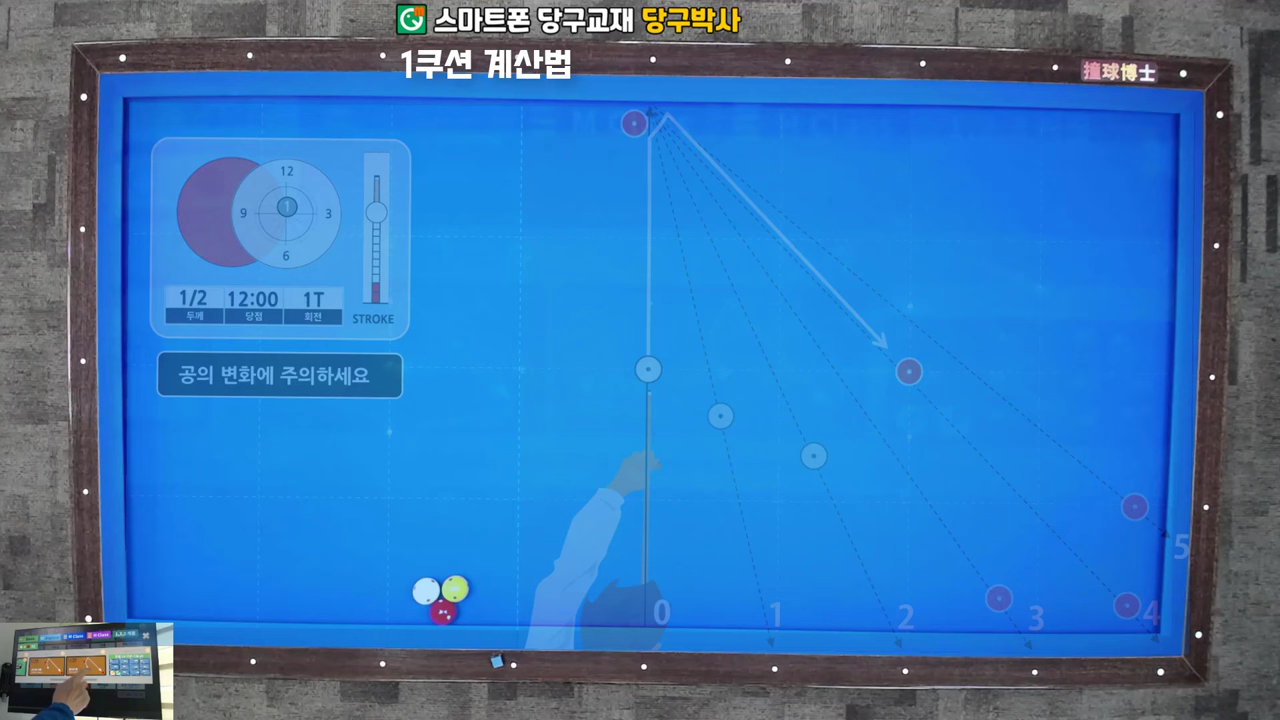 스마트폰 당구교재 당구박사
1쿠션 계산법
撞球博士
12
9 1 3
6
1/2 12:00 1T
두께 당점 회전
STROKE
공의 변화에 주의하세요
5
0 1 2 3 4